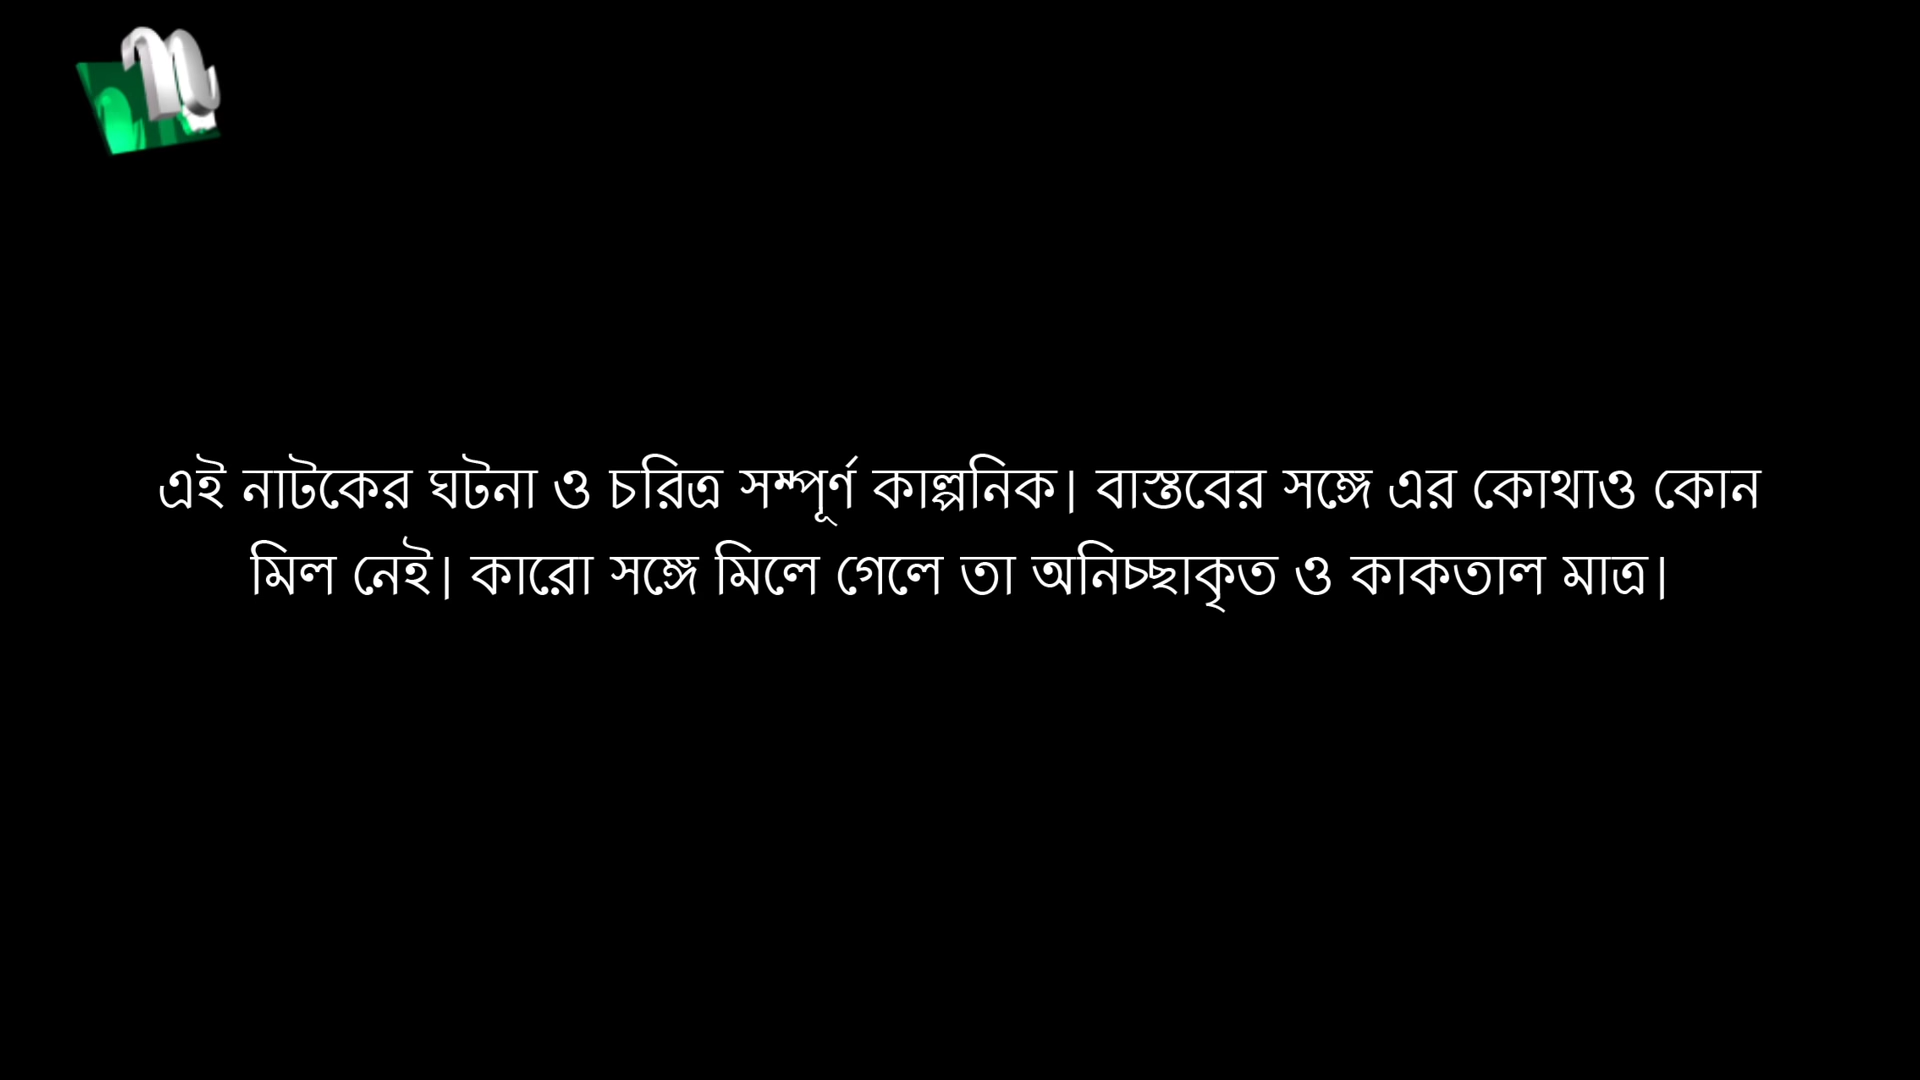 এই নাটকের ঘটনা ও চরিত্র সম্পূর্ণ কাল্পনিক। বাস্তবের সঙ্গে এর কোথাও কোন
মিল নেই। কারো সঙ্গে মিলে গেলে তা অনিচ্ছাকৃত ও কাকতাল মাত্র।